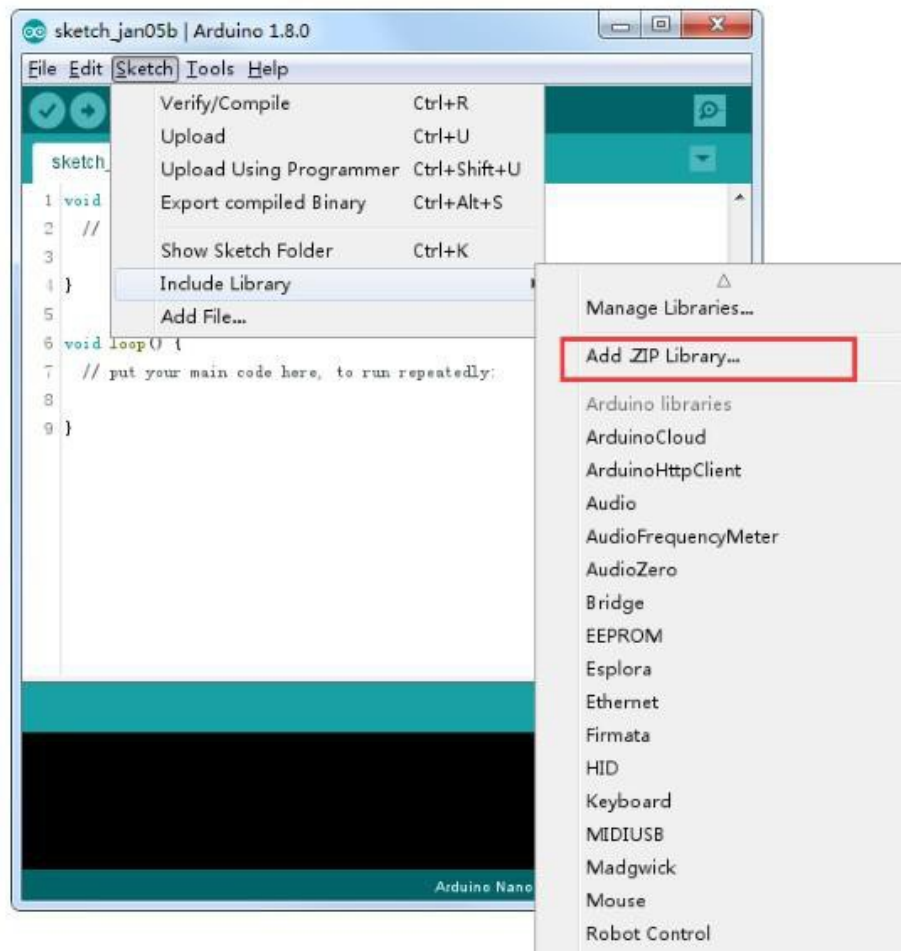 sketch_jan05b | Arduino 1.8.0
File Edit Sketch Tools Help
Verify/Compile Ctrl+R
Upload Ctrl+U
Upload Using Programmer Ctrl+Shift+U
Export compiled Binary Ctrl+Alt+S
Show Sketch Folder Ctrl+K
Include Library
Add File...
sketch_
1 void
2 //
3
4 }
5
6 void loop() {
7 // put your main code here, to run repeatedly:
8
9 }
Manage Libraries...
Add .ZIP Library...
Arduino libraries
ArduinoCloud
ArduinoHttpClient
Audio
AudioFrequencyMeter
AudioZero
Bridge
EEPROM
Esplora
Ethernet
Firmata
HID
Keyboard
MIDIUSB
Madgwick
Mouse
Robot Control
Arduino Nano